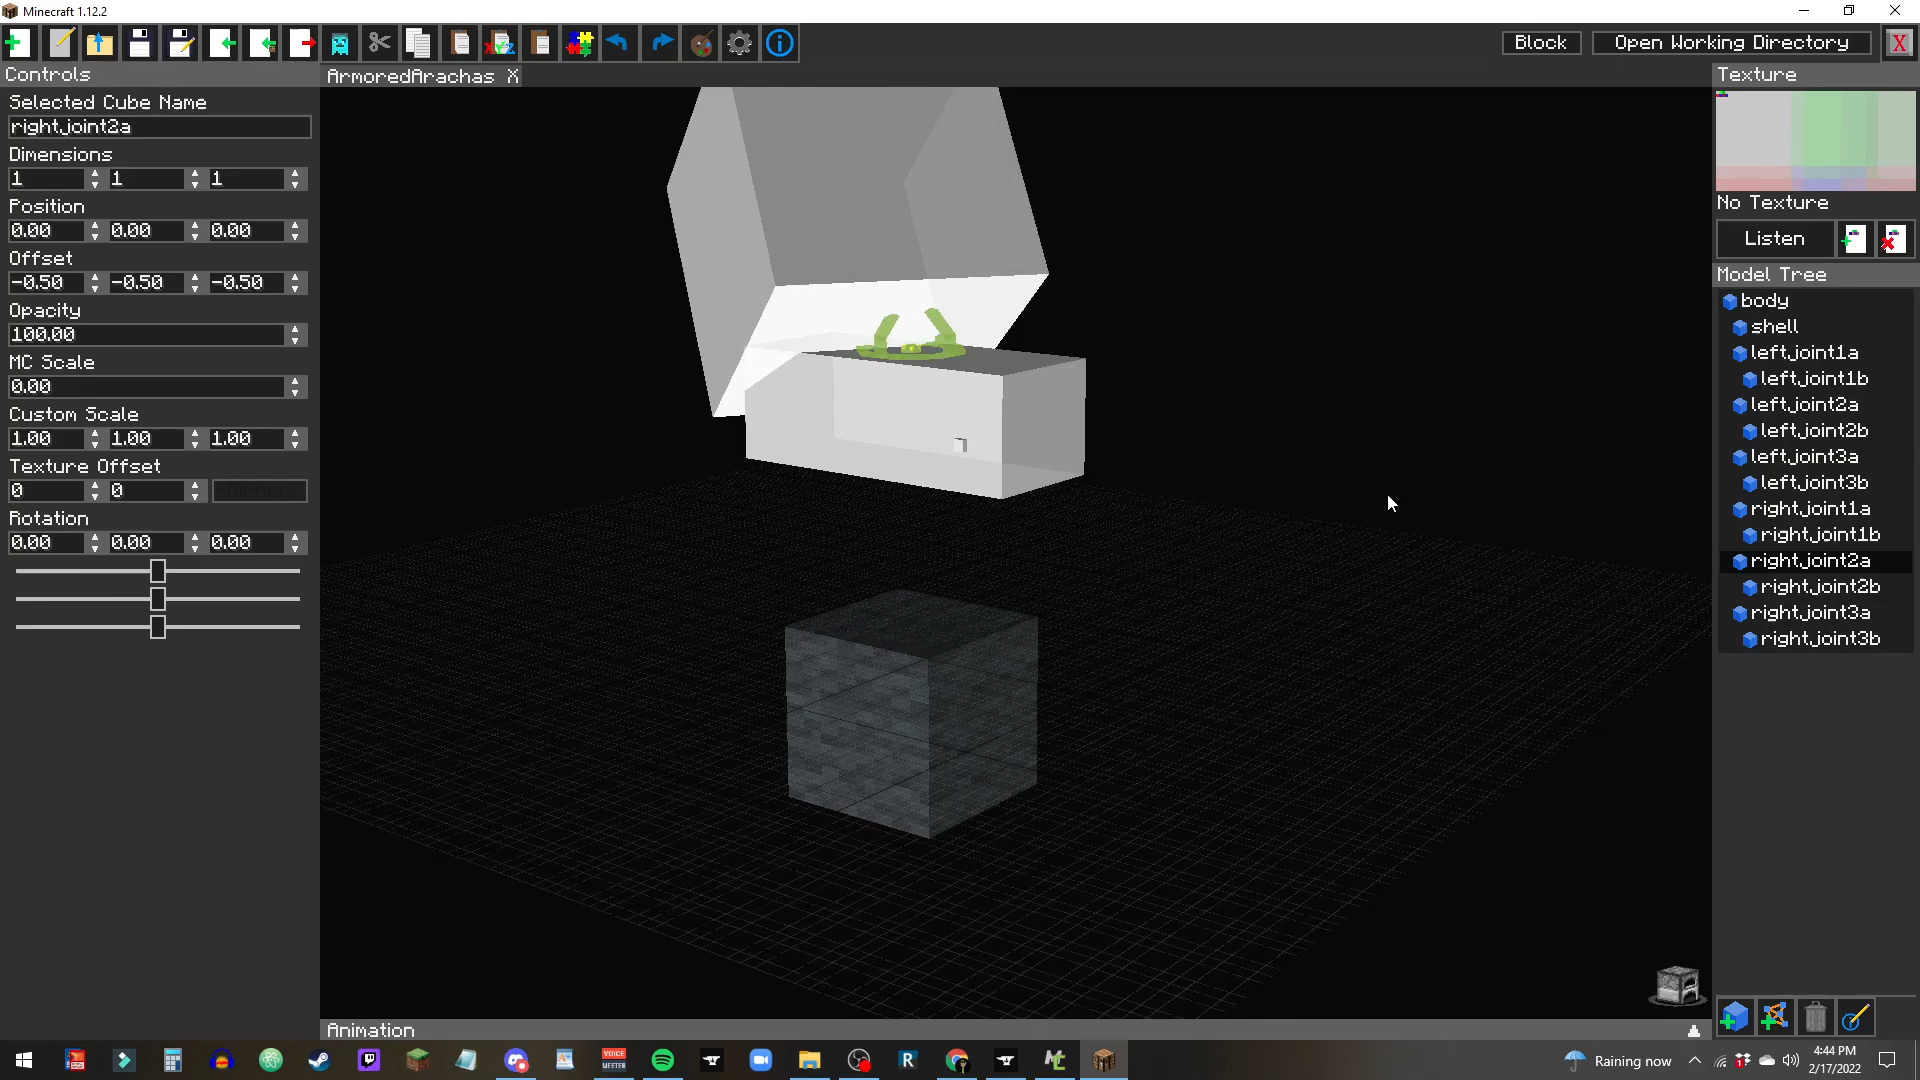 Minecraft 1.12.2
Block
Open Working Directory
X
Controls
ArmoredArachas X
Texture
Selected Cube Name
rightjoint2a
Dimensions
1 1 1
Position
0.00 0.00 0.00
Offset
-0.50 -0.50 -0.50
Opacity
100.00
MC Scale
0.00
Custom Scale
1.00 1.00 1.00
Texture Offset
0 0
Rotation
0.00 0.00 0.00
No Texture
Listen
Model Tree
body
shell
leftjoint1a
leftjoint1b
leftjoint2a
leftjoint2b
leftjoint3a
leftjoint3b
rightjoint1a
rightjoint1b
rightjoint2a
rightjoint2b
rightjoint3a
rightjoint3b
Animation
VOICE
MEETER
R
Raining now
4:44 PM
2/17/2022